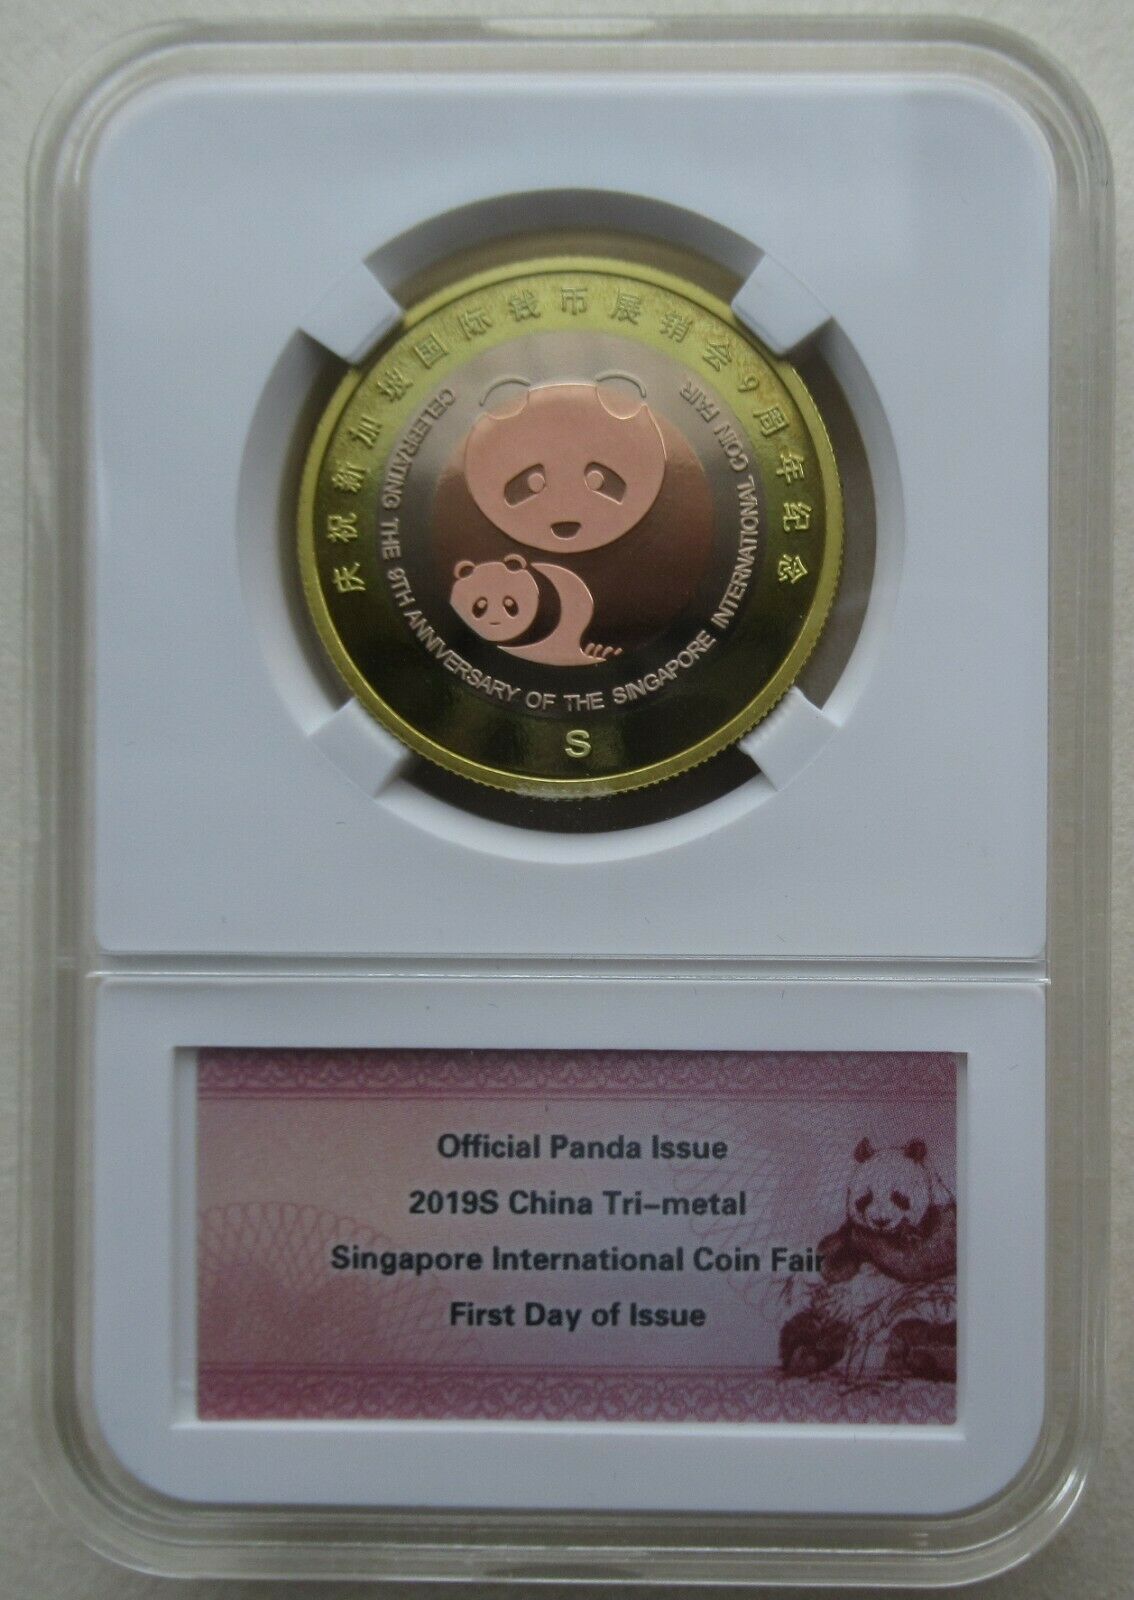 庆祝新加坡国际钱币展销会9周年纪念
CELEBRATING THE 9TH ANNIVERSARY OF THE SINGAPORE INTERNATIONAL COIN FAIR
S
Official Panda Issue
2019S China Tri-metal
Singapore International Coin Fair
First Day of Issue